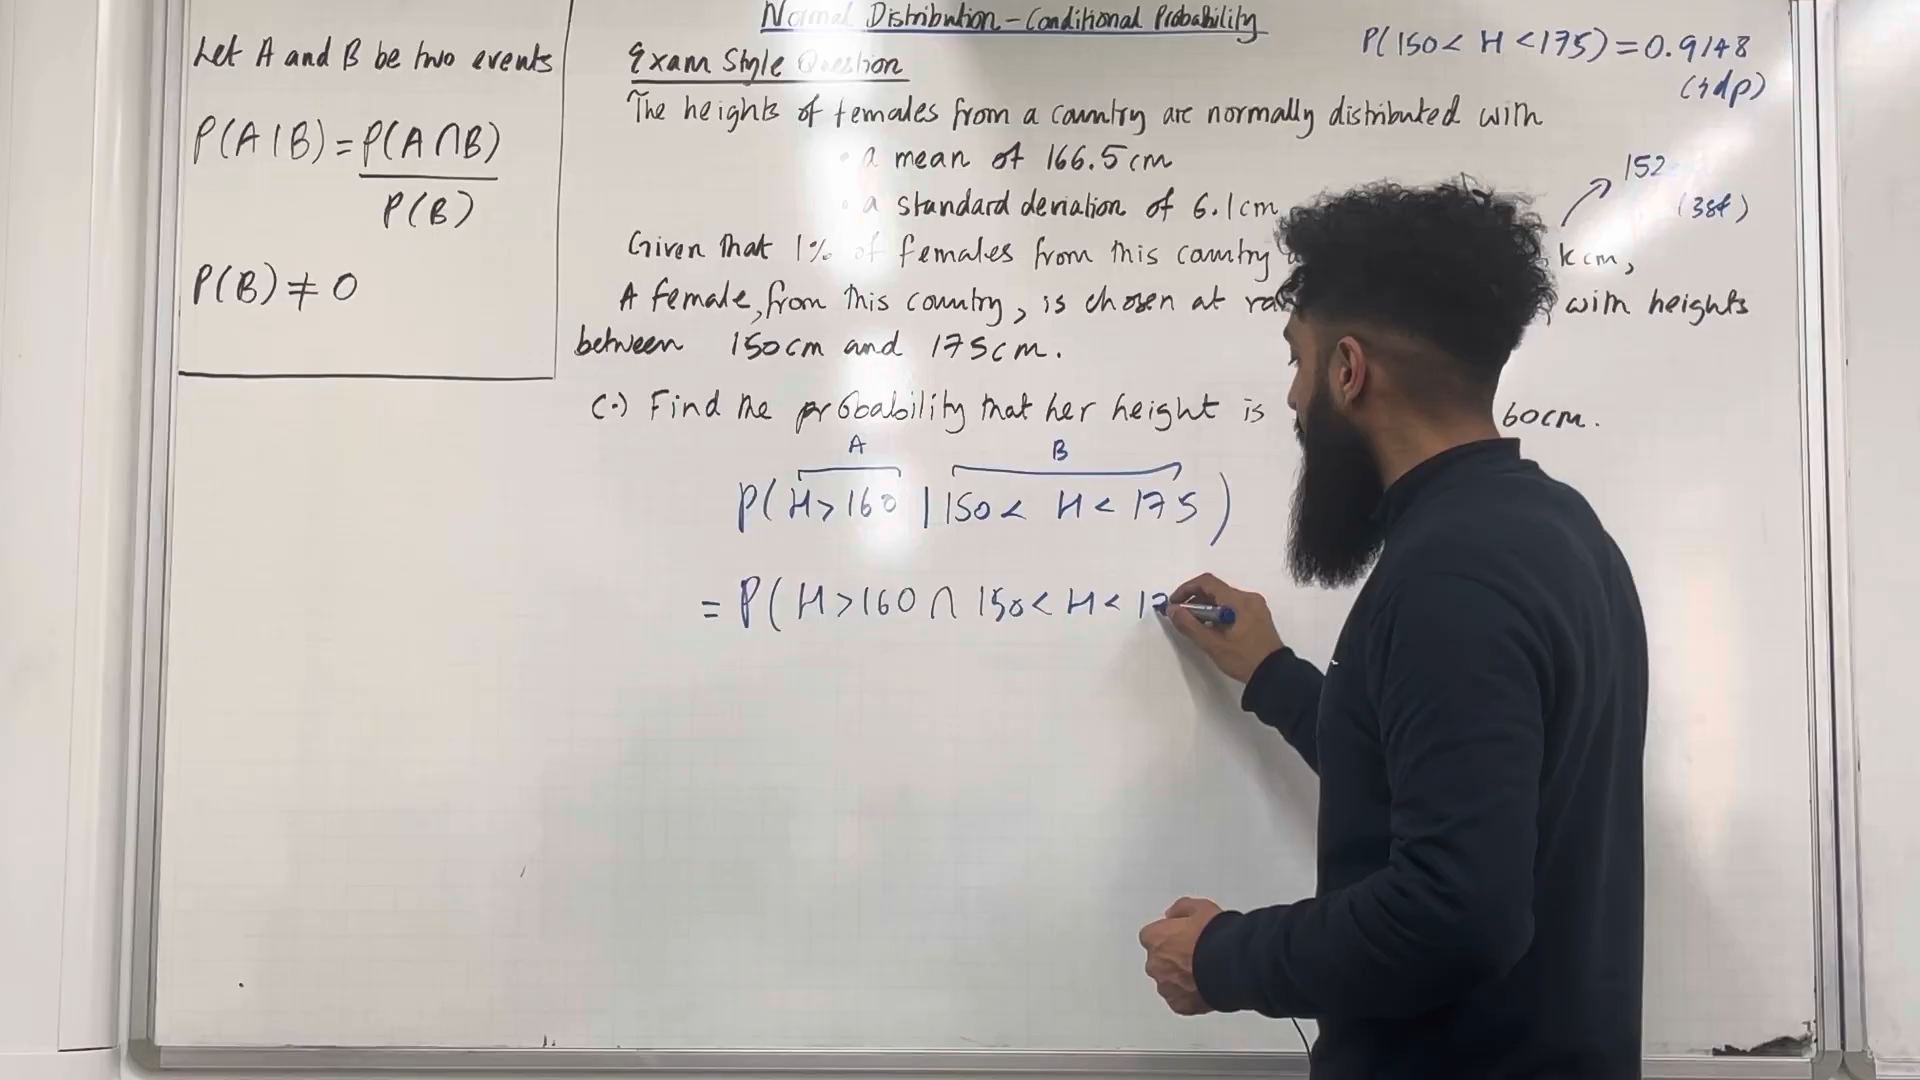 Normal Distribution - Conditional Probability
Let A and B be two events
P(A|B) = P(A∩B)
P(B)
P(B) ≠ 0
P(150 < H < 175) = 0.9148
(4dp)
Exam Style Question
The heights of females from a country are normally distributed with
• a mean of 166.5cm
• a standard deviation of 6.1cm
152
(3sf)
Given that 1% of females from this country k cm,
A female, from this country, is chosen at with heights
between 150cm and 175cm.
C.) Find the probability that her height is 60cm.
A B
P(H > 160 | 150 < H < 175)
= P(H > 160 ∩ 150 < H < 17